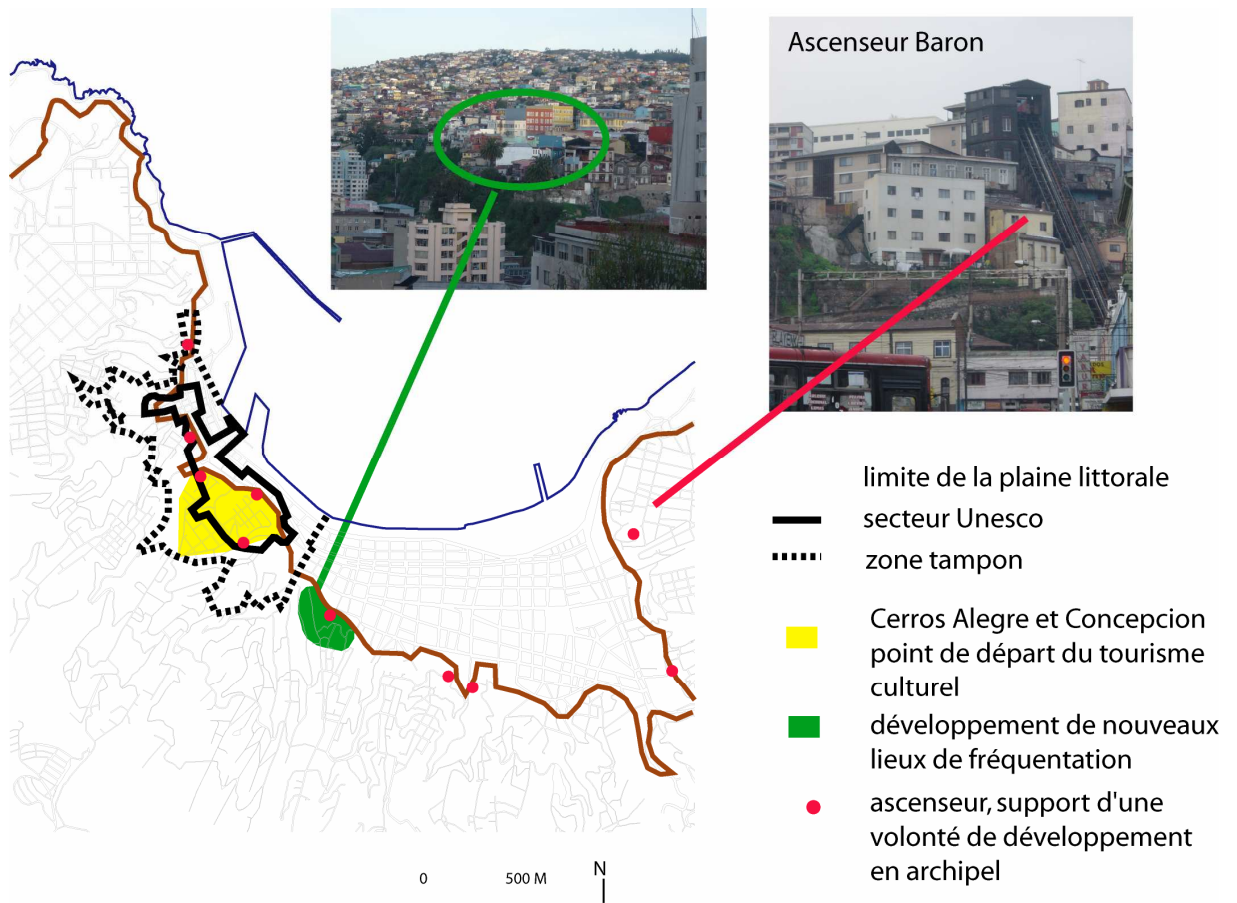 Ascenseur Baron
limite de la plaine littorale
secteur Unesco
zone tampon
Cerros Alegre et Concepcion
point de départ du tourisme
culturel
développement de nouveaux
lieux de fréquentation
ascenseur, support d'une
volonté de développement
en archipel
0 500 M
N